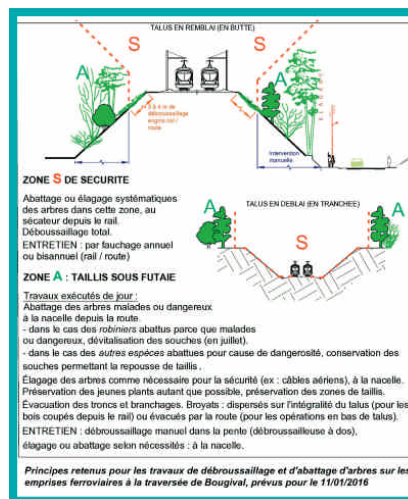 TALUS EN REMBLAI (EN BUTTE)
S
S
A
A
3 à 4 m de
débroussaillage
engins rail /
route
Intervention
manuelle
ZONE S DE SECURITE
Abattage ou élagage systématiques
des arbres dans cette zone, au
sécateur depuis le rail.
Déboussaillage total.
ENTRETIEN : par fauchage annuel
ou bisannuel (rail / route)
TALUS EN DEBLAI (EN TRANCHEE)
A
A
S
ZONE A : TAILLIS SOUS FUTAIE
Travaux exécutés de jour :
Abattage des arbres malades ou dangereux
à la nacelle depuis la route.
- dans le cas des robiniers abattus parce que malades
ou dangereux, dévitalisation des souches (en juillet).
- dans le cas des autres espèces abattues pour cause de dangerosité, conservation des
souches permettant la repousse de taillis.
Élagage des arbres comme nécessaire pour la sécurité (ex : câbles aériens), à la nacelle.
Préservation des jeunes plants autant que possible, préservation des zones de taillis.
Évacuation des troncs et branchages. Broyats : dispersés sur l'intégralité du talus (pour les
bois coupés depuis le rail) ou évacués par la route (pour les opérations en bas de talus).
ENTRETIEN : débroussaillage manuel dans la pente (débroussailleuse à dos),
élagage ou abattage selon nécessités : à la nacelle.
Principes retenus pour les travaux de débroussaillage et d'abattage d'arbres sur les
emprises ferroviaires à la traversée de Bougival, prévus pour le 11/01/2016